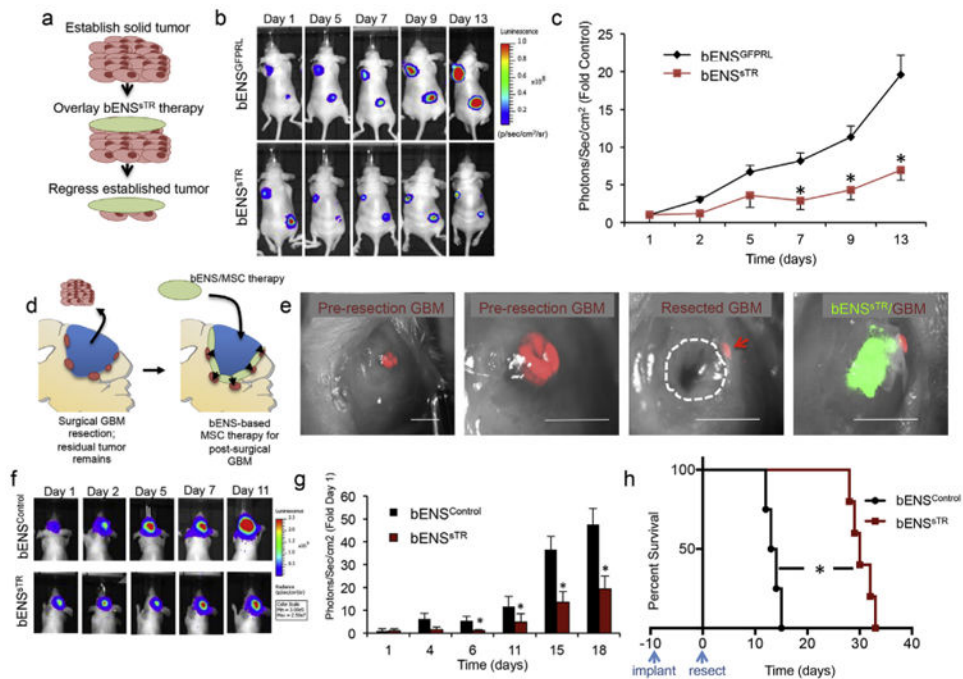 a
Establish solid tumor
Overlay bENSsTR therapy
Regress established tumor
b
Day 1 Day 5 Day 7 Day 9 Day 13
bENSGFPRL
bENSsTR
Luminescence
1.0
0.8
0.6
0.4
0.2
x10⁸
(p/sec/cm²/sr)
c
Photons/Sec/cm2 (Fold Control)
25
20
15
10
5
0
bENSGFPRL
bENSsTR
* * *
1 2 5 7 9 13
Time (days)
d
bENS/MSC therapy
Surgical GBM
resection;
residual tumor
remains
bENS-based
MSC therapy for
post-surgical
GBM
e
Pre-resection GBM
Pre-resection GBM
Resected GBM
bENSsTR/GBM
f
Day 1 Day 2 Day 5 Day 7 Day 11
bENSControl
bENSsTR
Luminescence
Radiance
Color Scale
g
Photons/Sec/cm2 (Fold Day 1)
60
50
40
30
20
10
0
bENSControl
bENSsTR
* * * *
1 4 6 11 15 18
Time (days)
h
Percent Survival
100
50
bENSControl
bENSsTR
*
-10 0 10 20 30 40
implant resect Time (days)